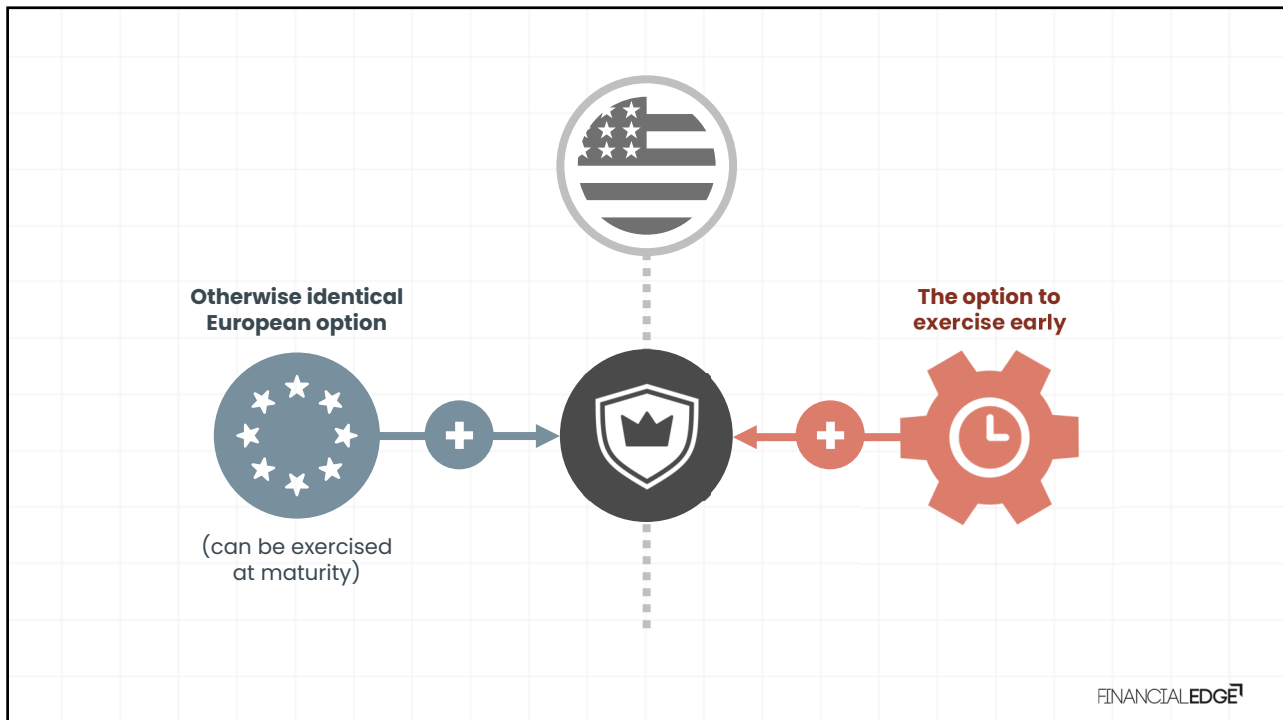 Otherwise identical
European option
(can be exercised
at maturity)
The option to
exercise early
FINANCIALEDGE